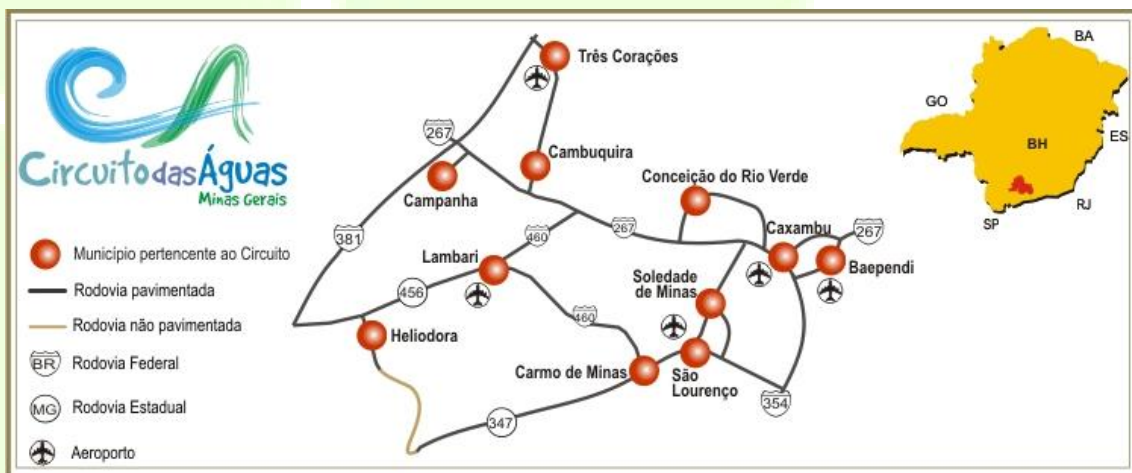 Circuito das Águas
Minas Gerais
Município pertencente ao Circuito
Rodovia pavimentada
Rodovia não pavimentada
BR
Rodovia Federal
MG
Rodovia Estadual
Aeroporto
Três Corações
267
Cambuquira
Campanha
Conceição do Rio Verde
381
460
267
Caxambu
267
Lambari
Baependi
Soledade
de Minas
456
460
Heliodora
Carmo de Minas
São
Lourenço
354
347
BA
GO
ES
BH
RJ
SP